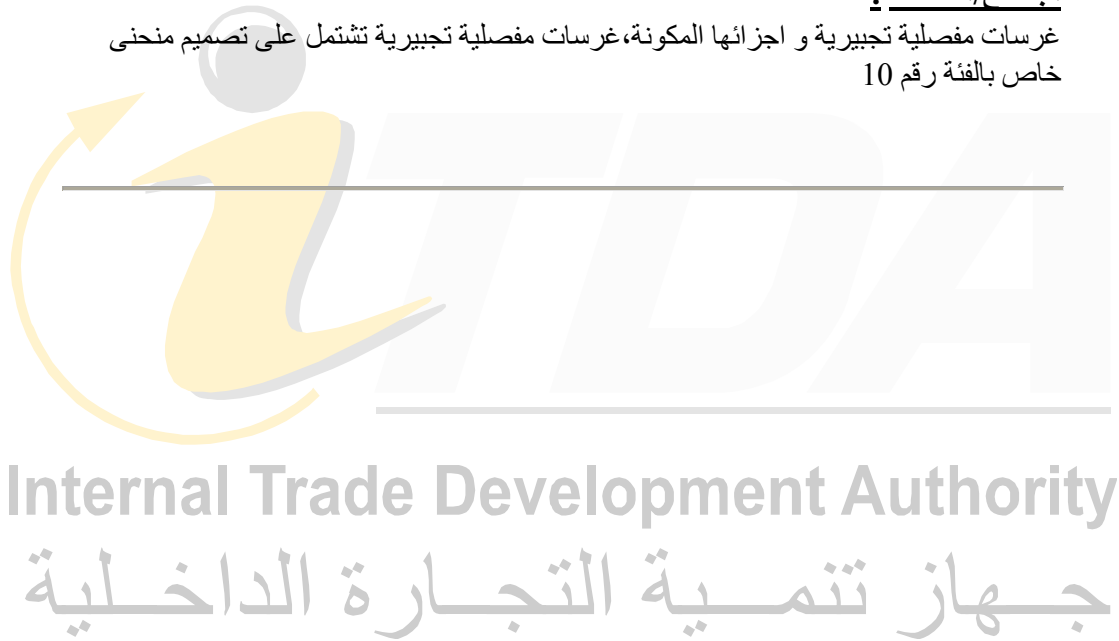 غرسات مفصلية تجبيرية و اجزائها المكونة،غرسات مفصلية تجبيرية تشتمل على تصميم منحنى
خاص بالفئة رقم 10
iTDA
Internal Trade Development Authority
جهاز تنمية التجارة الداخلية